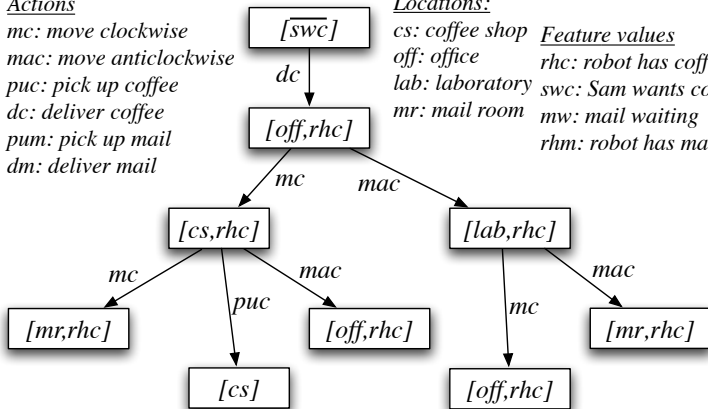 Actions
mc: move clockwise
mac: move anticlockwise
puc: pick up coffee
dc: deliver coffee
pum: pick up mail
dm: deliver mail
Locations:
cs: coffee shop
off: office
lab: laboratory
mr: mail room
Feature values
rhc: robot has coff
swc: Sam wants co
mw: mail waiting
rhm: robot has ma
[s̅w̅c̅]
dc
[off,rhc]
mc
mac
[cs,rhc]
[lab,rhc]
mc
puc
mac
mc
mac
[mr,rhc]
[off,rhc]
[mr,rhc]
[cs]
[off,rhc]